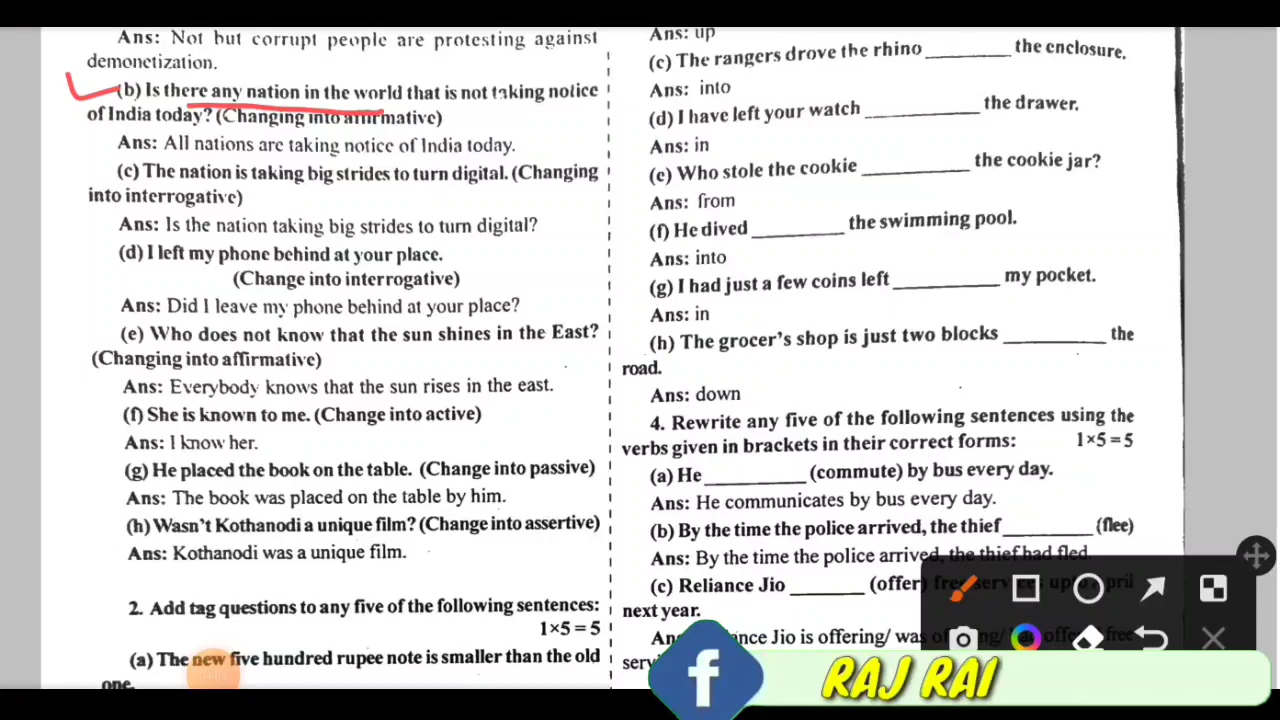 Ans: Not but corrupt people are protesting against
demonetization.
(b) Is there any nation in the world that is not taking notice
of India today? (Changing into affirmative)
Ans: All nations are taking notice of India today.
(c) The nation is taking big strides to turn digital. (Changing
into interrogative)
Ans: Is the nation taking big strides to turn digital?
(d) I left my phone behind at your place.
(Change into interrogative)
Ans: Did I leave my phone behind at your place?
(e) Who does not know that the sun shines in the East?
(Changing into affirmative)
Ans: Everybody knows that the sun rises in the east.
(f) She is known to me. (Change into active)
Ans: I know her.
(g) He placed the book on the table. (Change into passive)
Ans: The book was placed on the table by him.
(h) Wasn't Kothanodi a unique film? (Change into assertive)
Ans: Kothanodi was a unique film.
2. Add tag questions to any five of the following sentences:
1×5=5
(a) The new five hundred rupee note is smaller than the old
one.
Ans: up
(c) The rangers drove the rhino ________ the enclosure.
Ans: into
(d) I have left your watch ________ the drawer.
Ans: in
(e) Who stole the cookie ________ the cookie jar?
Ans: from
(f) He dived ________ the swimming pool.
Ans: into
(g) I had just a few coins left ________ my pocket.
Ans: in
(h) The grocer's shop is just two blocks ________ the
road.
Ans: down
4. Rewrite any five of the following sentences using the
verbs given in brackets in their correct forms: 1×5=5
(a) He ________ (commute) by bus every day.
Ans: He communicates by bus every day.
(b) By the time the police arrived, the thief ________ (flee)
Ans: By the time the police arrived, the thief had fled
(c) Reliance Jio ________ (offer) free services upto April
next year.
Jio is offering/ was
RAJ RAI